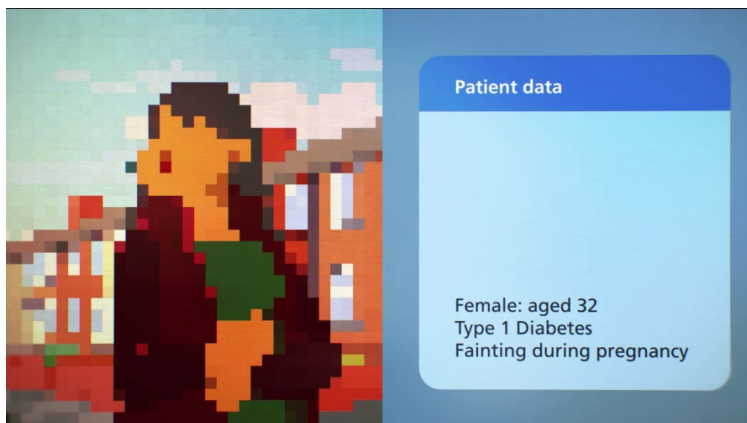 Patient data
Female: aged 32
Type 1 Diabetes
Fainting during pregnancy